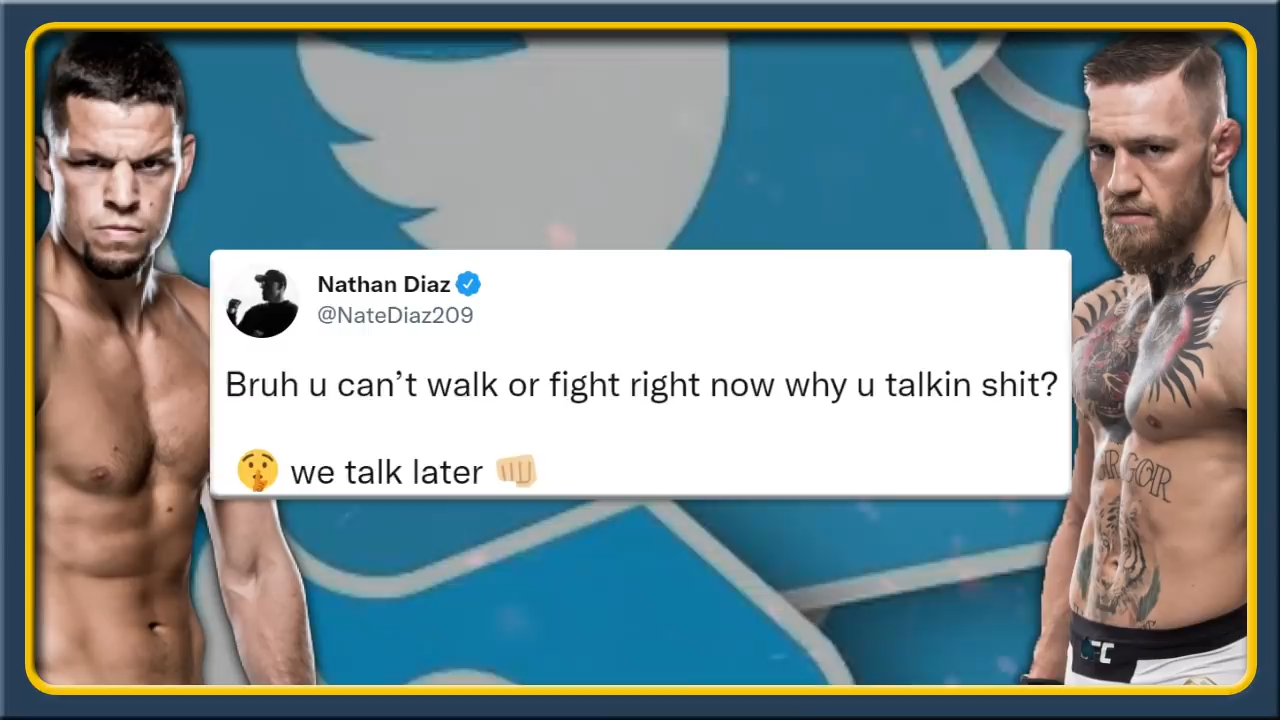 Nathan Diaz
@NateDiaz209
Bruh u can’t walk or fight right now why u talkin shit?
🤫 we talk later 👊🏼